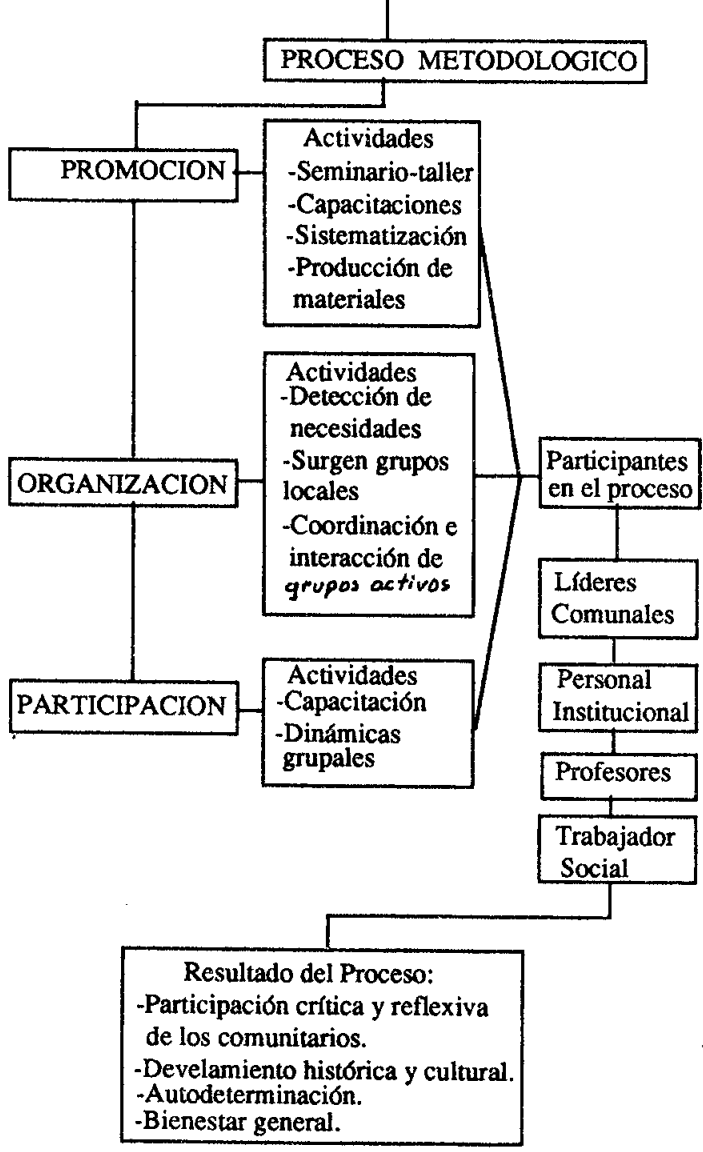 PROCESO METODOLOGICO
PROMOCION
Actividades
-Seminario-taller
-Capacitaciones
-Sistematización
-Producción de
materiales
ORGANIZACION
Actividades
-Detección de
necesidades
-Surgen grupos
locales
-Coordinación e
interacción de
grupos activos
PARTICIPACION
Actividades
-Capacitación
-Dinámicas
grupales
Participantes
en el proceso
Líderes
Comunales
Personal
Institucional
Profesores
Trabajador
Social
Resultado del Proceso:
-Participación crítica y reflexiva
de los comunitarios.
-Develamiento histórica y cultural.
-Autodeterminación.
-Bienestar general.